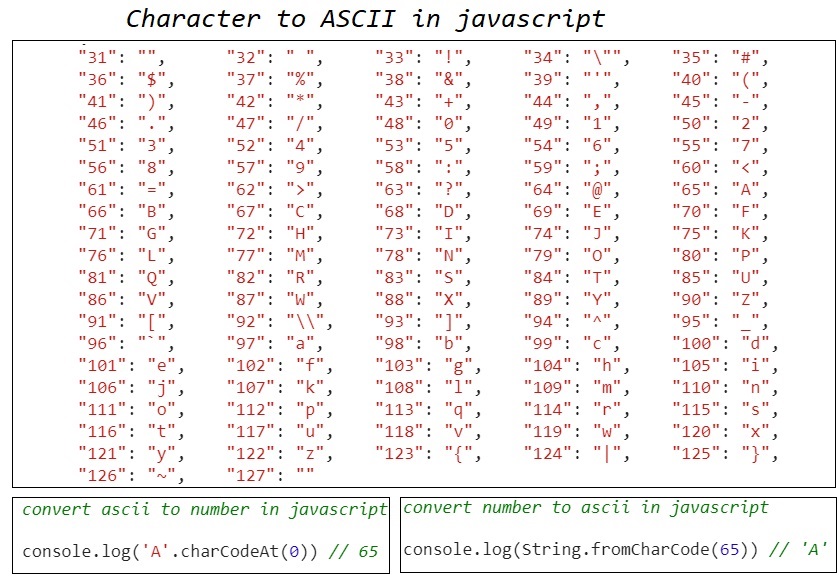 Character to ASCII in javascript
"31": "", "32": " ", "33": "!", "34": "\"", "35": "#",
"36": "$", "37": "%", "38": "&", "39": "'", "40": "(",
"41": ")", "42": "*", "43": "+", "44": ",", "45": "-",
"46": ".", "47": "/", "48": "0", "49": "1", "50": "2",
"51": "3", "52": "4", "53": "5", "54": "6", "55": "7",
"56": "8", "57": "9", "58": ":", "59": ";", "60": "<",
"61": "=", "62": ">", "63": "?", "64": "@", "65": "A",
"66": "B", "67": "C", "68": "D", "69": "E", "70": "F",
"71": "G", "72": "H", "73": "I", "74": "J", "75": "K",
"76": "L", "77": "M", "78": "N", "79": "O", "80": "P",
"81": "Q", "82": "R", "83": "S", "84": "T", "85": "U",
"86": "V", "87": "W", "88": "X", "89": "Y", "90": "Z",
"91": "[", "92": "\\", "93": "]", "94": "^", "95": "_",
"96": "`", "97": "a", "98": "b", "99": "c", "100": "d",
"101": "e", "102": "f", "103": "g", "104": "h", "105": "i",
"106": "j", "107": "k", "108": "l", "109": "m", "110": "n",
"111": "o", "112": "p", "113": "q", "114": "r", "115": "s",
"116": "t", "117": "u", "118": "v", "119": "w", "120": "x",
"121": "y", "122": "z", "123": "{", "124": "|", "125": "}",
"126": "~", "127": ""
convert ascii to number in javascript
console.log('A'.charCodeAt(0)) // 65
convert number to ascii in javascript
console.log(String.fromCharCode(65)) // 'A'